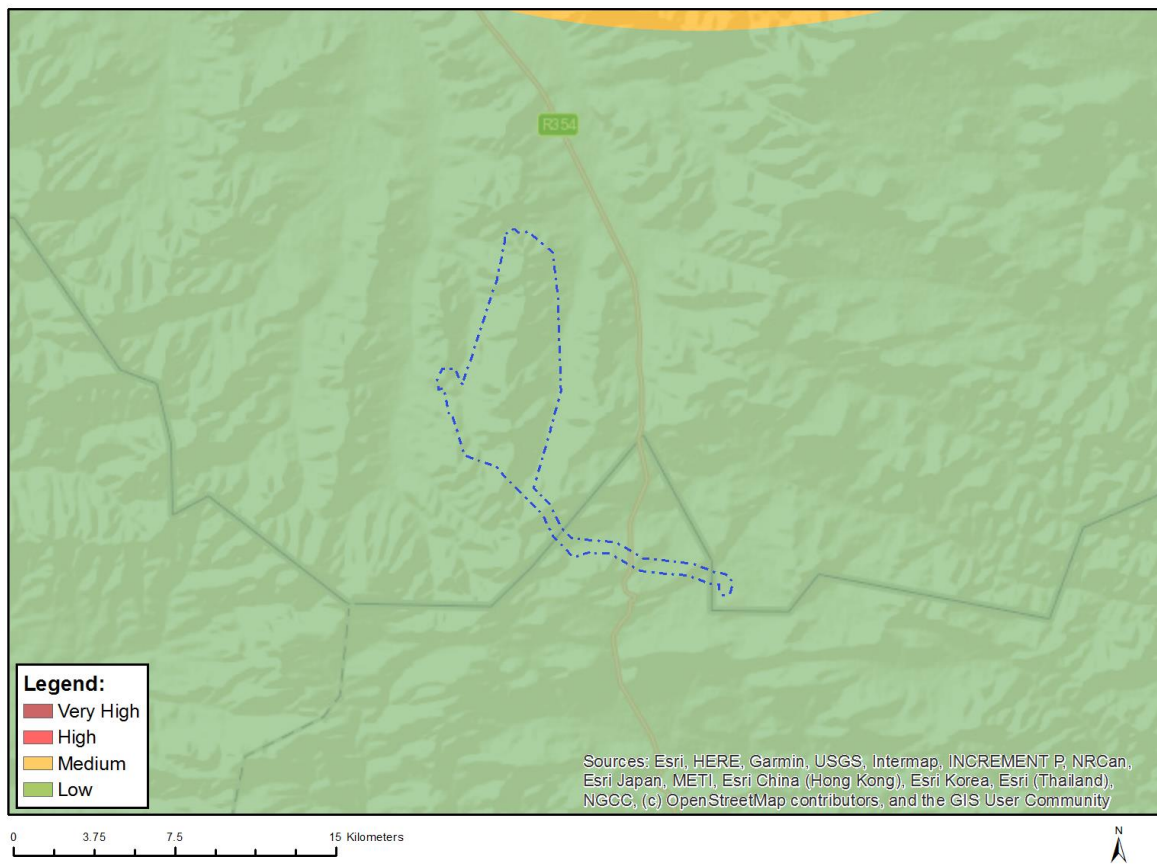 R354
Legend:
Very High
High
Medium
Low
Sources: Esri, HERE, Garmin, USGS, Intermap, INCREMENT P, NRCan,
Esri Japan, METI, Esri China (Hong Kong), Esri Korea, Esri (Thailand),
NGCC, (c) OpenStreetMap contributors, and the GIS User Community
0 3.75 7.5 15 Kilometers
N